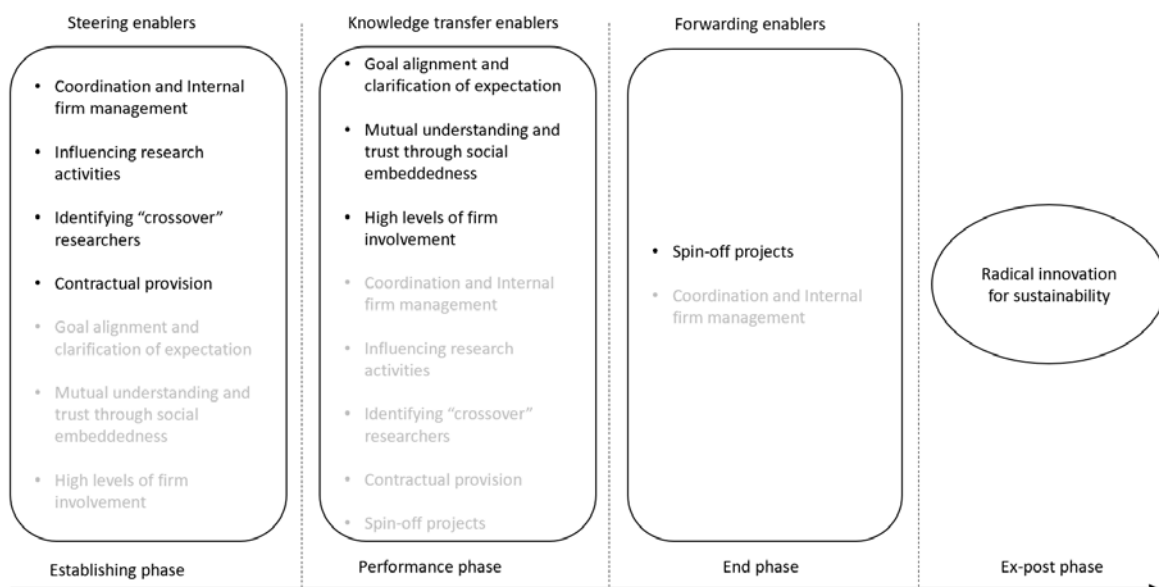 Steering enablers
Coordination and Internal
firm management
Influencing research
activities
Identifying “crossover”
researchers
Contractual provision
Goal alignment and
clarification of expectation
Mutual understanding and
trust through social
embeddedness
High levels of firm
involvement
Establishing phase
Knowledge transfer enablers
Goal alignment and
clarification of expectation
Mutual understanding and
trust through social
embeddedness
High levels of firm
involvement
Coordination and Internal
firm management
Influencing research
activities
Identifying “crossover”
researchers
Contractual provision
Spin-off projects
Performance phase
Forwarding enablers
Spin-off projects
Coordination and Internal
firm management
End phase
Radical innovation
for sustainability
Ex-post phase